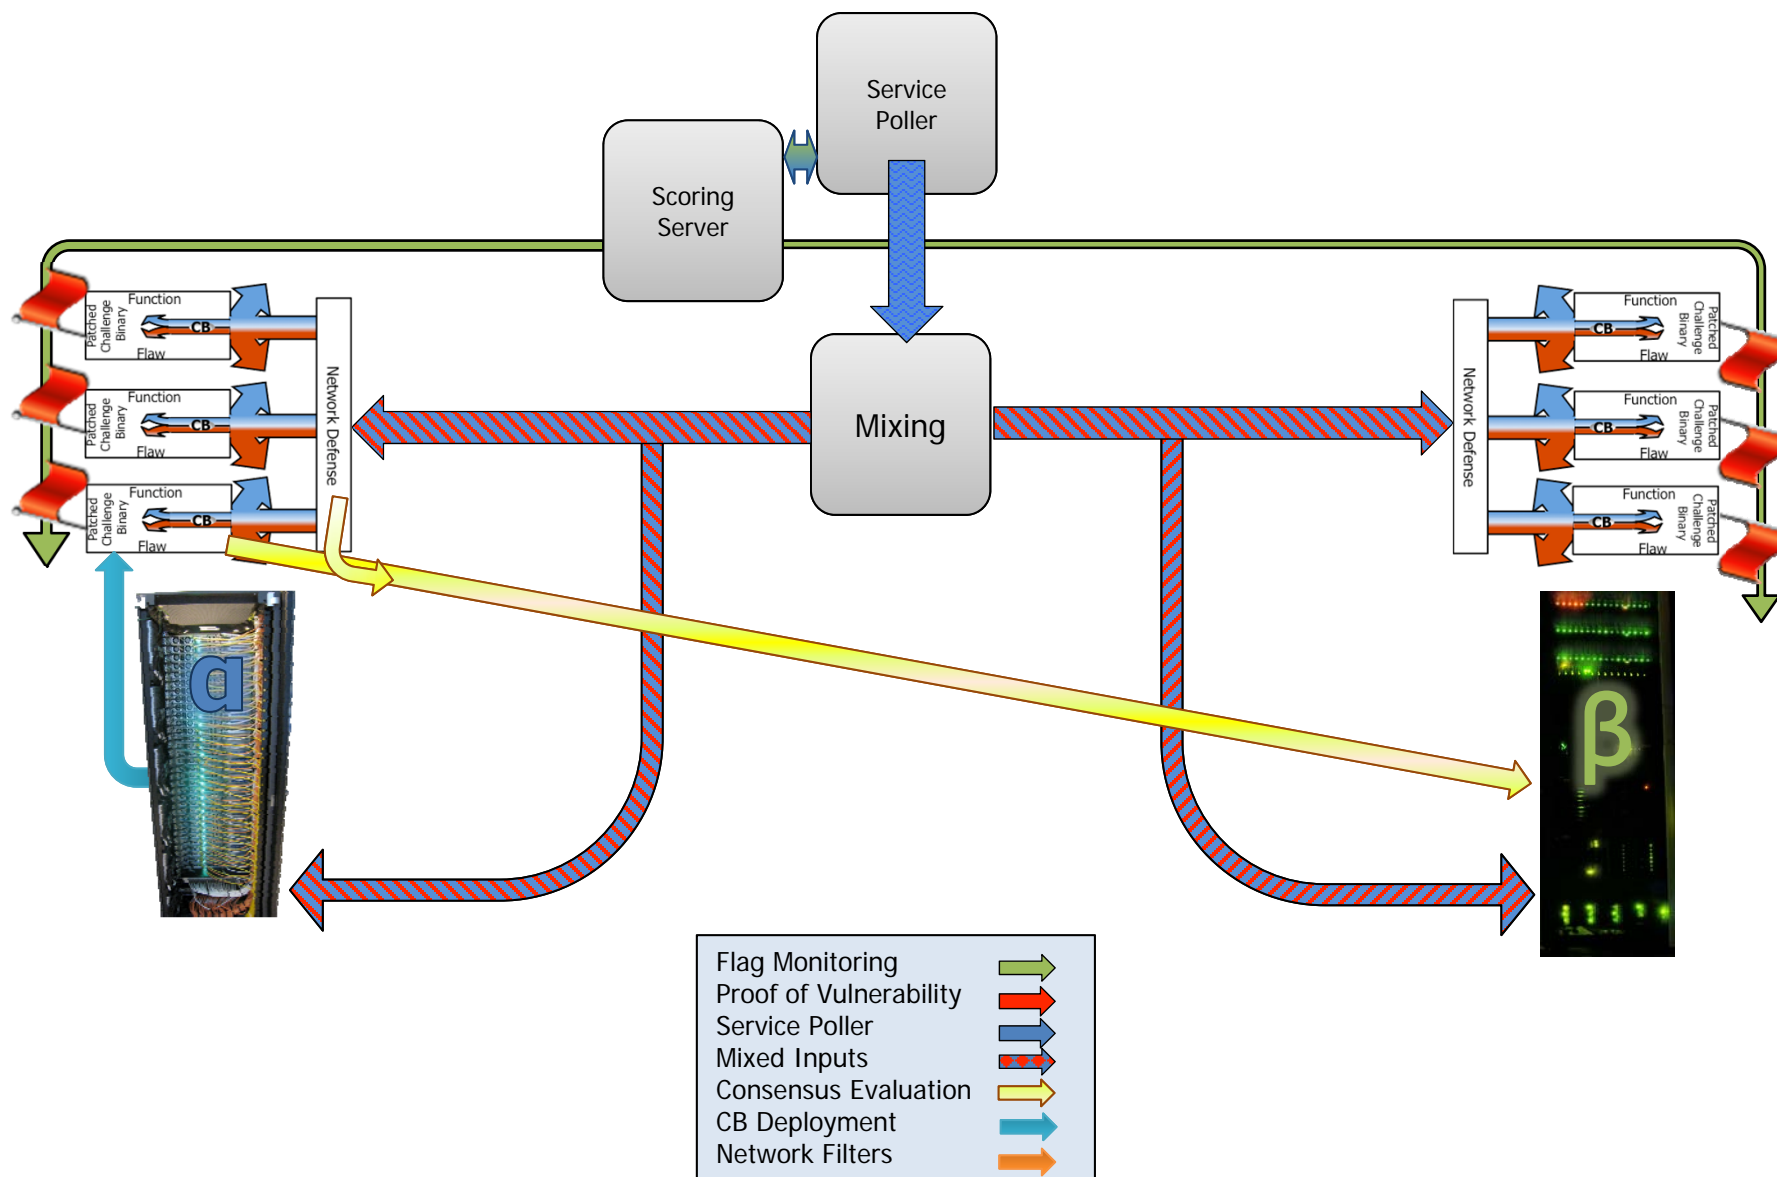 Service
Poller
Scoring
Server
Mixing
Function
Patched
Challenge
Binary
CB
Flaw
Function
Patched
Challenge
Binary
CB
Flaw
Function
Patched
Challenge
Binary
CB
Flaw
Network Defense
Network Defense
Function
Patched
Challenge
Binary
CB
Flaw
Function
Patched
Challenge
Binary
CB
Flaw
Function
Patched
Challenge
Binary
CB
Flaw
α
β
Flag Monitoring
Proof of Vulnerability
Service Poller
Mixed Inputs
Consensus Evaluation
CB Deployment
Network Filters